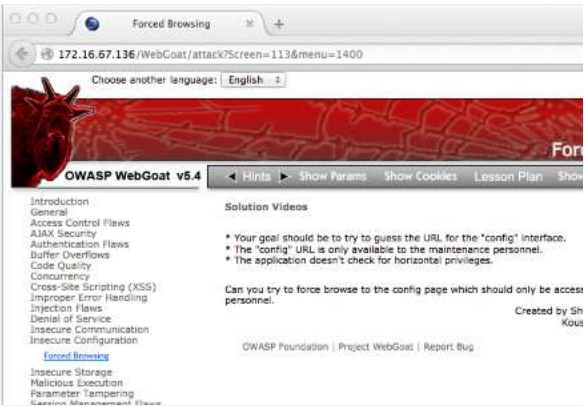 Forced Browsing
172.16.67.136/WebGoat/attack?Screen=113&menu=1400
Choose another language: English
OWASP WebGoat v5.4
Hints Show Params Show Cookies Lesson Plan Show
Introduction
General
Access Control Flaws
AJAX Security
Authentication Flaws
Buffer Overflows
Code Quality
Concurrency
Cross-Site Scripting (XSS)
Improper Error Handling
Injection Flaws
Denial of Service
Insecure Communication
Insecure Configuration
Forced Browsing
Insecure Storage
Malicious Execution
Parameter Tampering
Session Management Flaws
For
Solution Videos
* Your goal should be to try to guess the URL for the "config" interface.
* The "config" URL is only available to the maintenance personnel.
* The application doesn't check for horizontal privileges.
Can you try to force browse to the config page which should only be access
personnel.
Created by Sh
Kous
OWASP Foundation | Project WebGoat | Report Bug